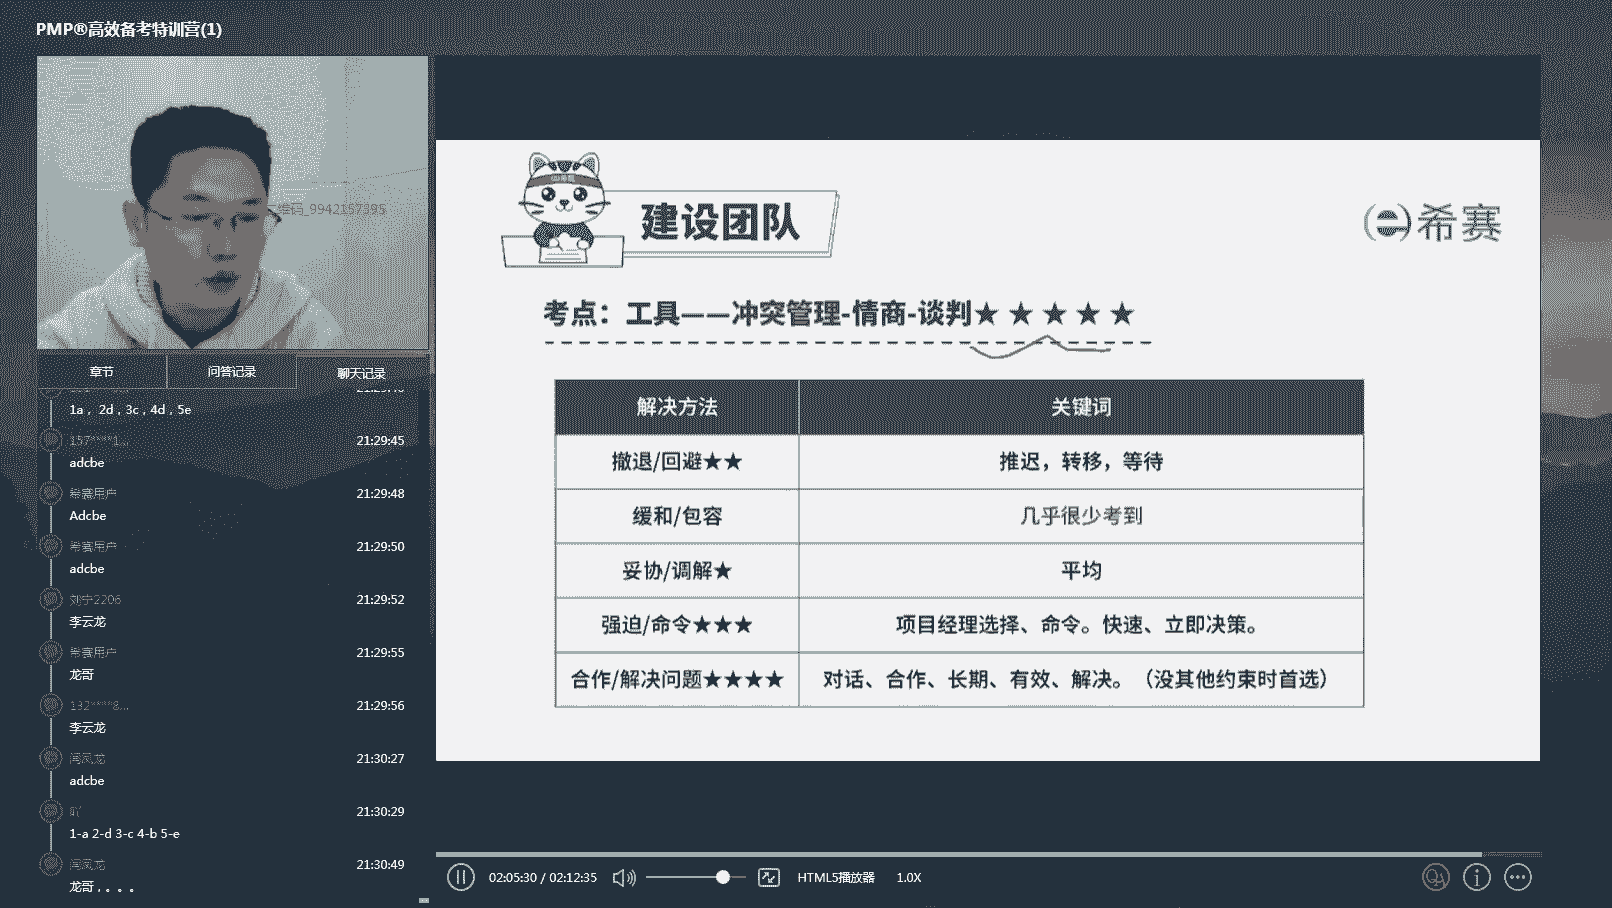 PMP®高效备考特训营(1)
维码_9942157395
章节
问答记录
聊天记录
1a，2d，3c，4d，5e
157****1...
21:29:45
adcbe
希赛用户
21:29:48
Adcbe
希赛用户
21:29:50
adcbe
刘宁2206
21:29:52
李云龙
希赛用户
21:29:55
龙哥
132****8...
21:29:56
李云龙
21:30:27
adcbe
21:30:29
1-a 2-d 3-c 4-b 5-e
21:30:49
龙哥，。。。
建设团队
希赛
考点：工具——冲突管理-情商-谈判★★★★★
解决方法
关键词
撤退/回避★★
推迟，转移，等待
缓和/包容
几乎很少考到
妥协/调解★
平均
强迫/命令★★★
项目经理选择、命令。快速、立即决策。
合作/解决问题★★★★
对话、合作、长期、有效、解决。（没其他约束时首选）
02:05:30 / 02:12:35
HTML5播放器
1.0X